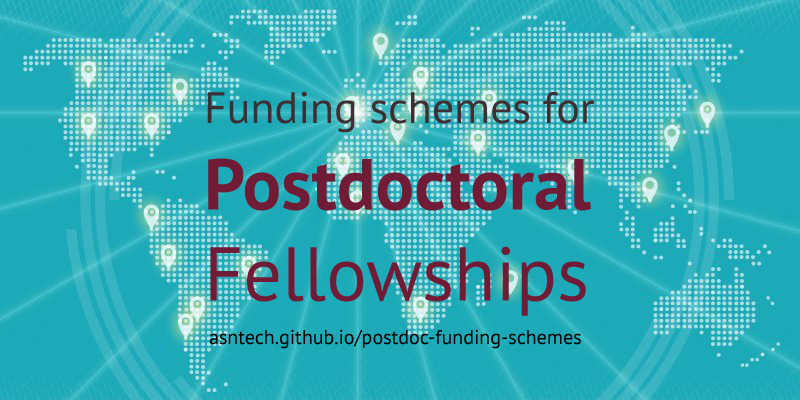 Funding schemes for
Postdoctoral
Fellowships
asntech.github.io/postdoc-funding-schemes